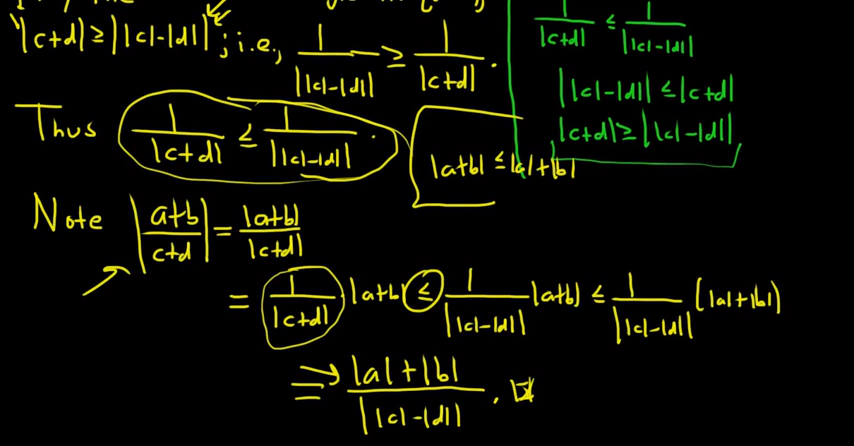 |c+d| ≥ ||c|-|d||; i.e., 1/||c|-|d|| ≥ 1/|c+d|.
Thus 1/|c+d| ≤ 1/||c|-|d||.
|a+b| ≤ |a|+|b|
1/|c+d| ≤ 1/||c|-|d||
||c|-|d|| ≤ |c+d|
|c+d| ≥ ||c|-|d||
Note |(a+b)/(c+d)| = |a+b|/|c+d|
= 1/|c+d| |a+b| ≤ 1/||c|-|d|| |a+b| ≤ 1/||c|-|d|| (|a|+|b|)
= (|a|+|b|)/||c|-|d||.